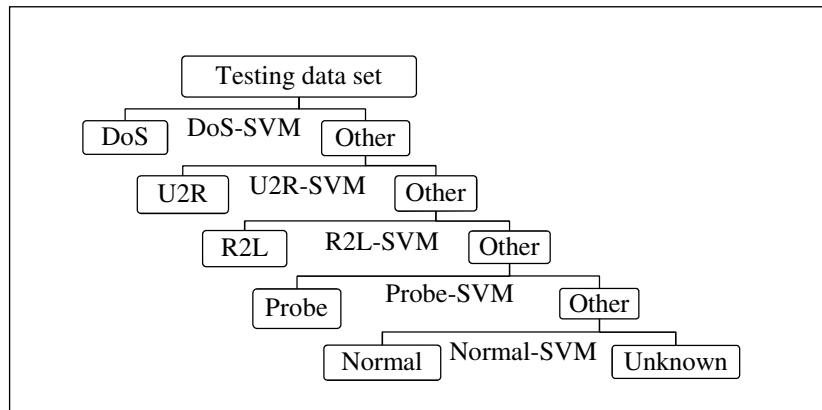 Testing data set
DoS
DoS-SVM
Other
U2R
U2R-SVM
Other
R2L
R2L-SVM
Other
Probe
Probe-SVM
Other
Normal
Normal-SVM
Unknown